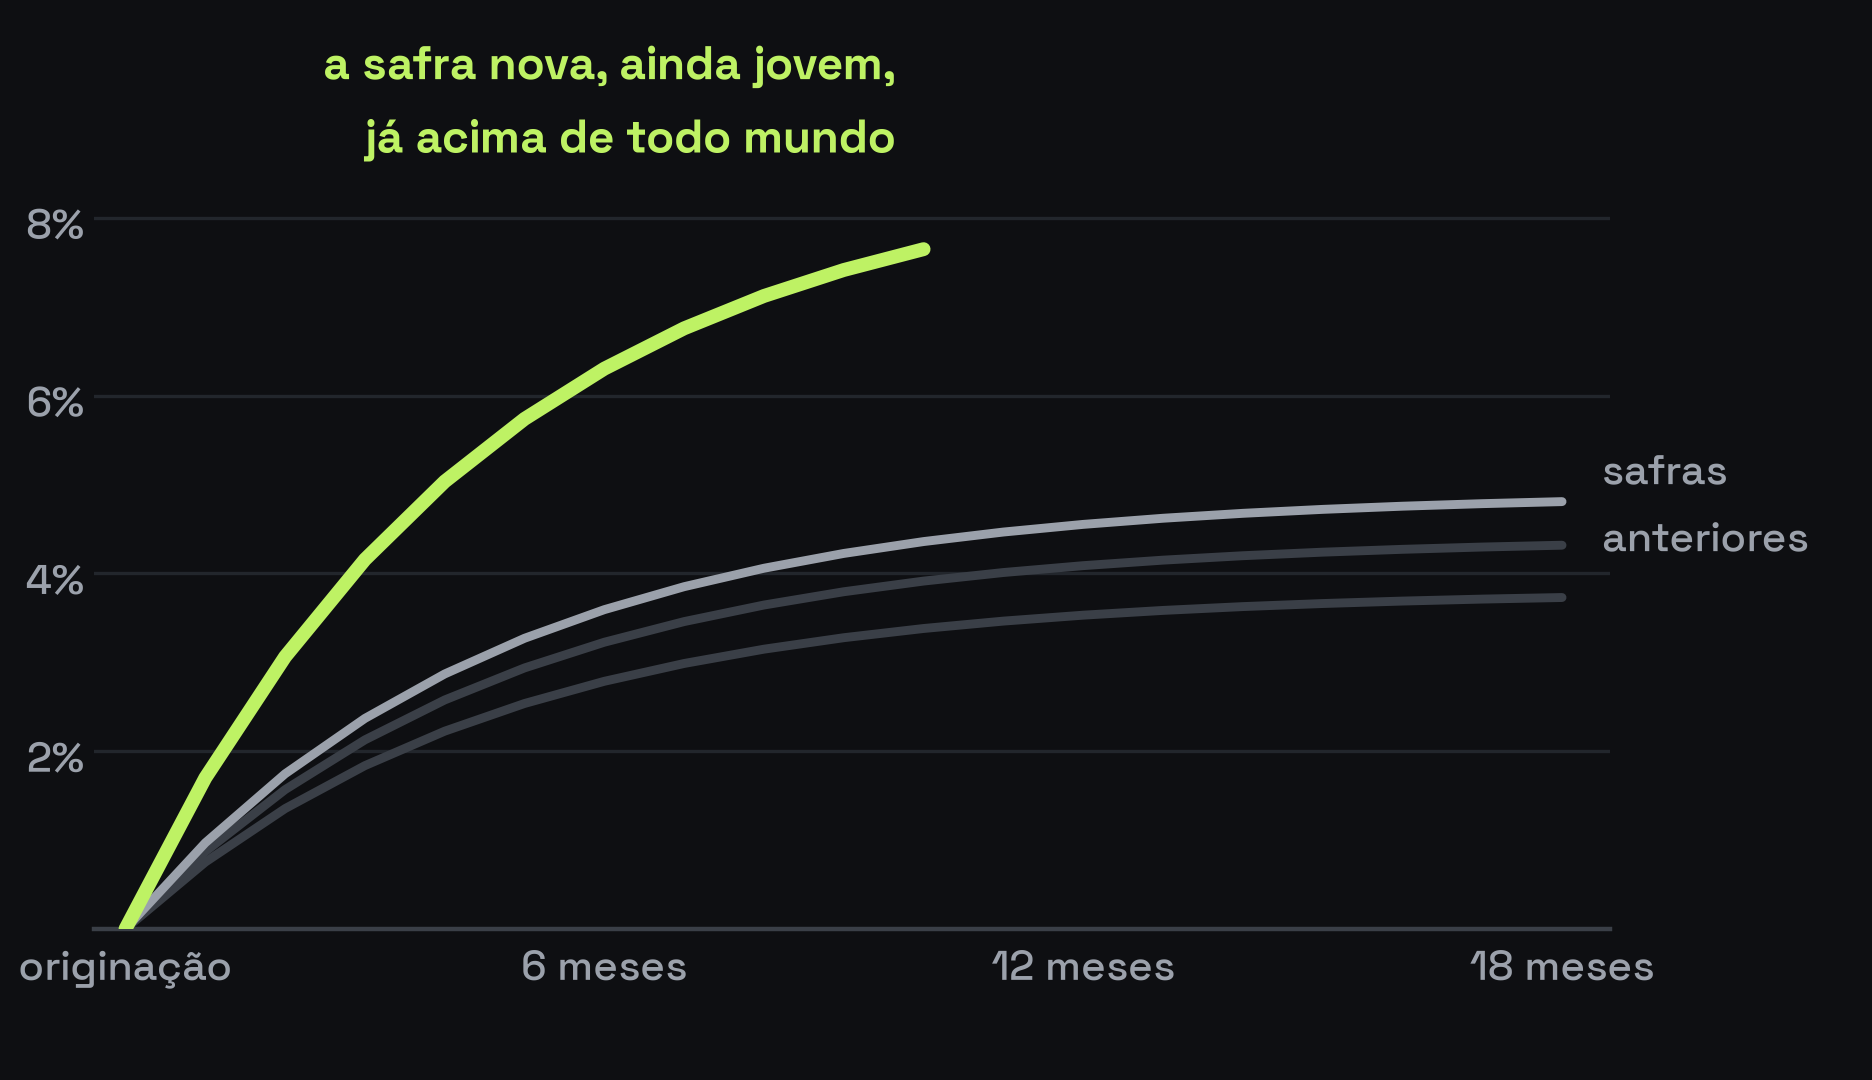 a safra nova, ainda jovem,
já acima de todo mundo
8%
6%
4%
2%
safras
anteriores
originação
6 meses
12 meses
18 meses